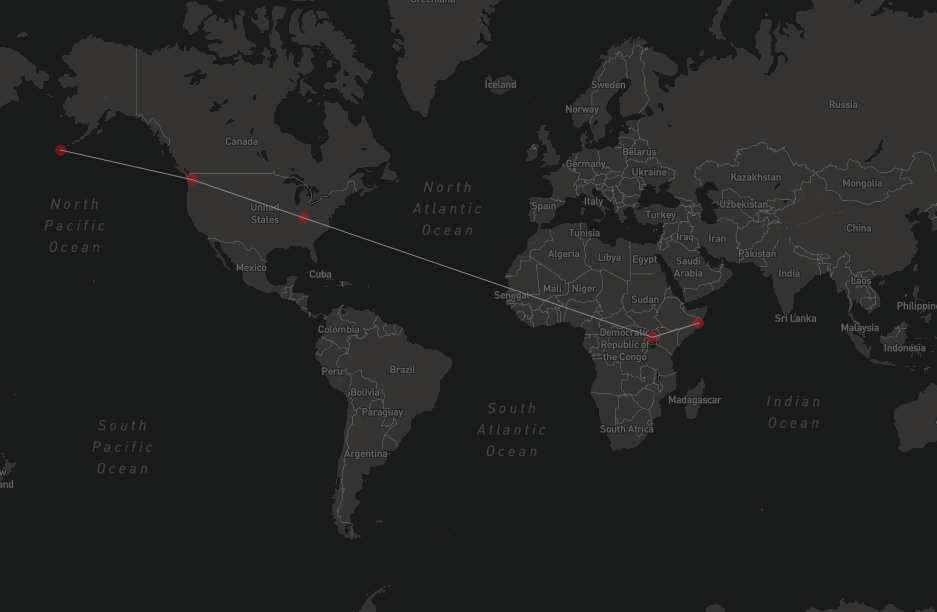 Greenland
Iceland
Sweden
Russia
Norway
Canada
Belarus
Germany
Ukraine
Kazakhstan
Mongolia
North
Pacific
Ocean
North
Atlantic
Ocean
United
States
Spain
Italy
Uzbekistan
Turkey
China
Tunisia
Iraq
Iran
Algeria
Libya
Egypt
Pakistan
Saudi
Arabia
Mexico
Cuba
India
Laos
Mali
Niger
Senegal
Sudan
Philippine
Sri Lanka
Colombia
Malaysia
Democrati
Republic of
the Congo
Indonesia
Peru
Brazil
Bolivia
Madagascar
Indian
Ocean
Paraguay
South
Atlantic
Ocean
South
Pacific
Ocean
South Africa
Argentina
w
and